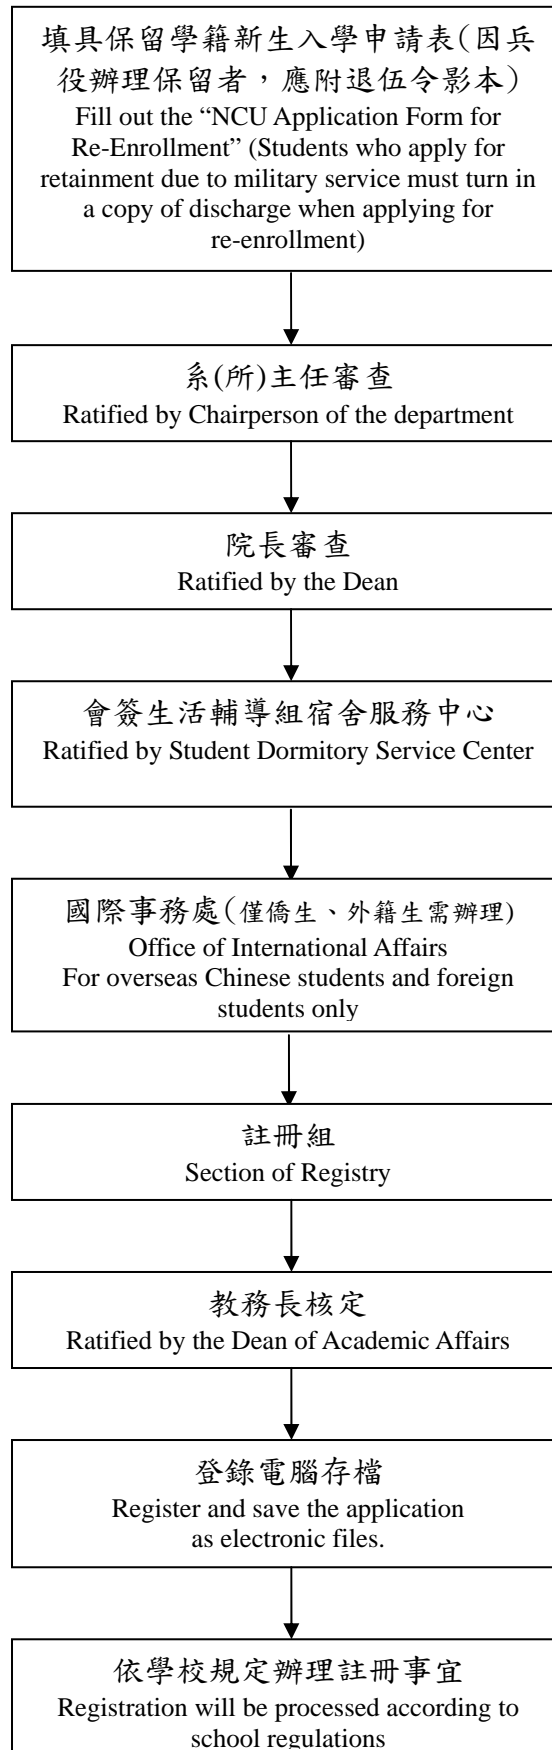 填具保留學籍新生入學申請表(因兵
役辦理保留者，應附退伍令影本)
Fill out the “NCU Application Form for
Re-Enrollment” (Students who apply for
retainment due to military service must turn in
a copy of discharge when applying for
re-enrollment)
系(所)主任審查
Ratified by Chairperson of the department
院長審查
Ratified by the Dean
會簽生活輔導組宿舍服務中心
Ratified by Student Dormitory Service Center
國際事務處(僅僑生、外籍生需辦理)
Office of International Affairs
For overseas Chinese students and foreign
students only
註冊組
Section of Registry
教務長核定
Ratified by the Dean of Academic Affairs
登錄電腦存檔
Register and save the application
as electronic files.
依學校規定辦理註冊事宜
Registration will be processed according to
school regulations